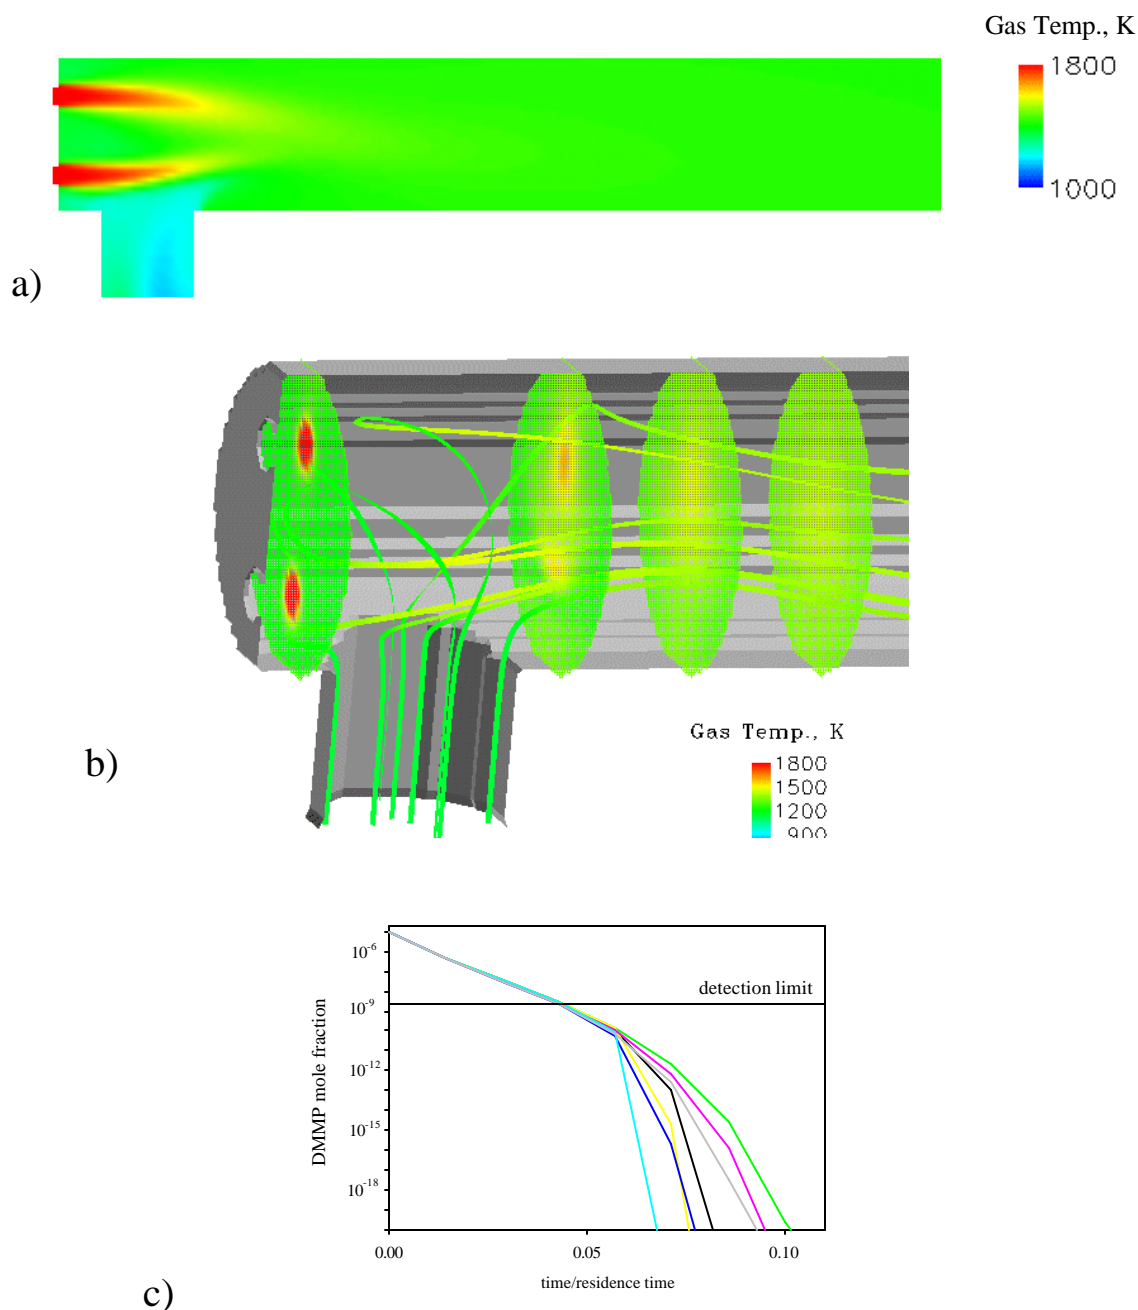 Gas Temp., K
1800
1000
a)
b)
Gas Temp., K
1800
1500
1200
900
DMMP mole fraction
10-6
10-9
10-12
10-15
10-18
detection limit
0.00 0.05 0.10
time/residence time
c)